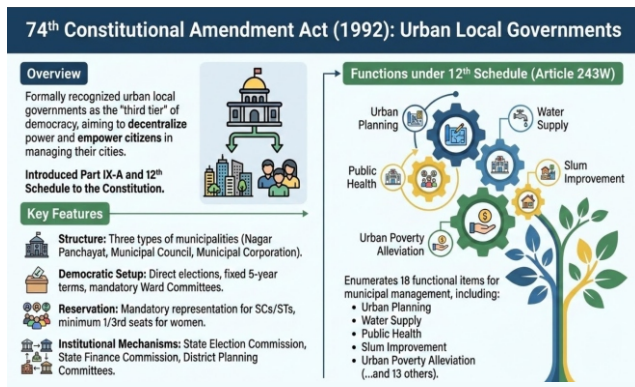 74th Constitutional Amendment Act (1992): Urban Local Governments
Overview
Formally recognized urban local
governments as the "third tier" of
democracy, aiming to decentralize
power and empower citizens in
managing their cities.
Introduced Part IX-A and 12th
Schedule to the Constitution.
Key Features
Structure: Three types of municipalities (Nagar
Panchayat, Municipal Council, Municipal Corporation).
Democratic Setup: Direct elections, fixed 5-year
terms, mandatory Ward Committees.
Reservation: Mandatory representation for SCs/STs,
minimum 1/3rd seats for women.
Institutional Mechanisms: State Election Commission,
State Finance Commission, District Planning
Committees.
Functions under 12th Schedule (Article 243W)
Urban
Planning
Water
Supply
Public
Health
Slum
Improvement
Urban Poverty
Alleviation
Enumerates 18 functional items for
municipal management, including:
• Urban Planning
• Water Supply
• Public Health
• Slum Improvement
• Urban Poverty Alleviation
(...and 13 others).